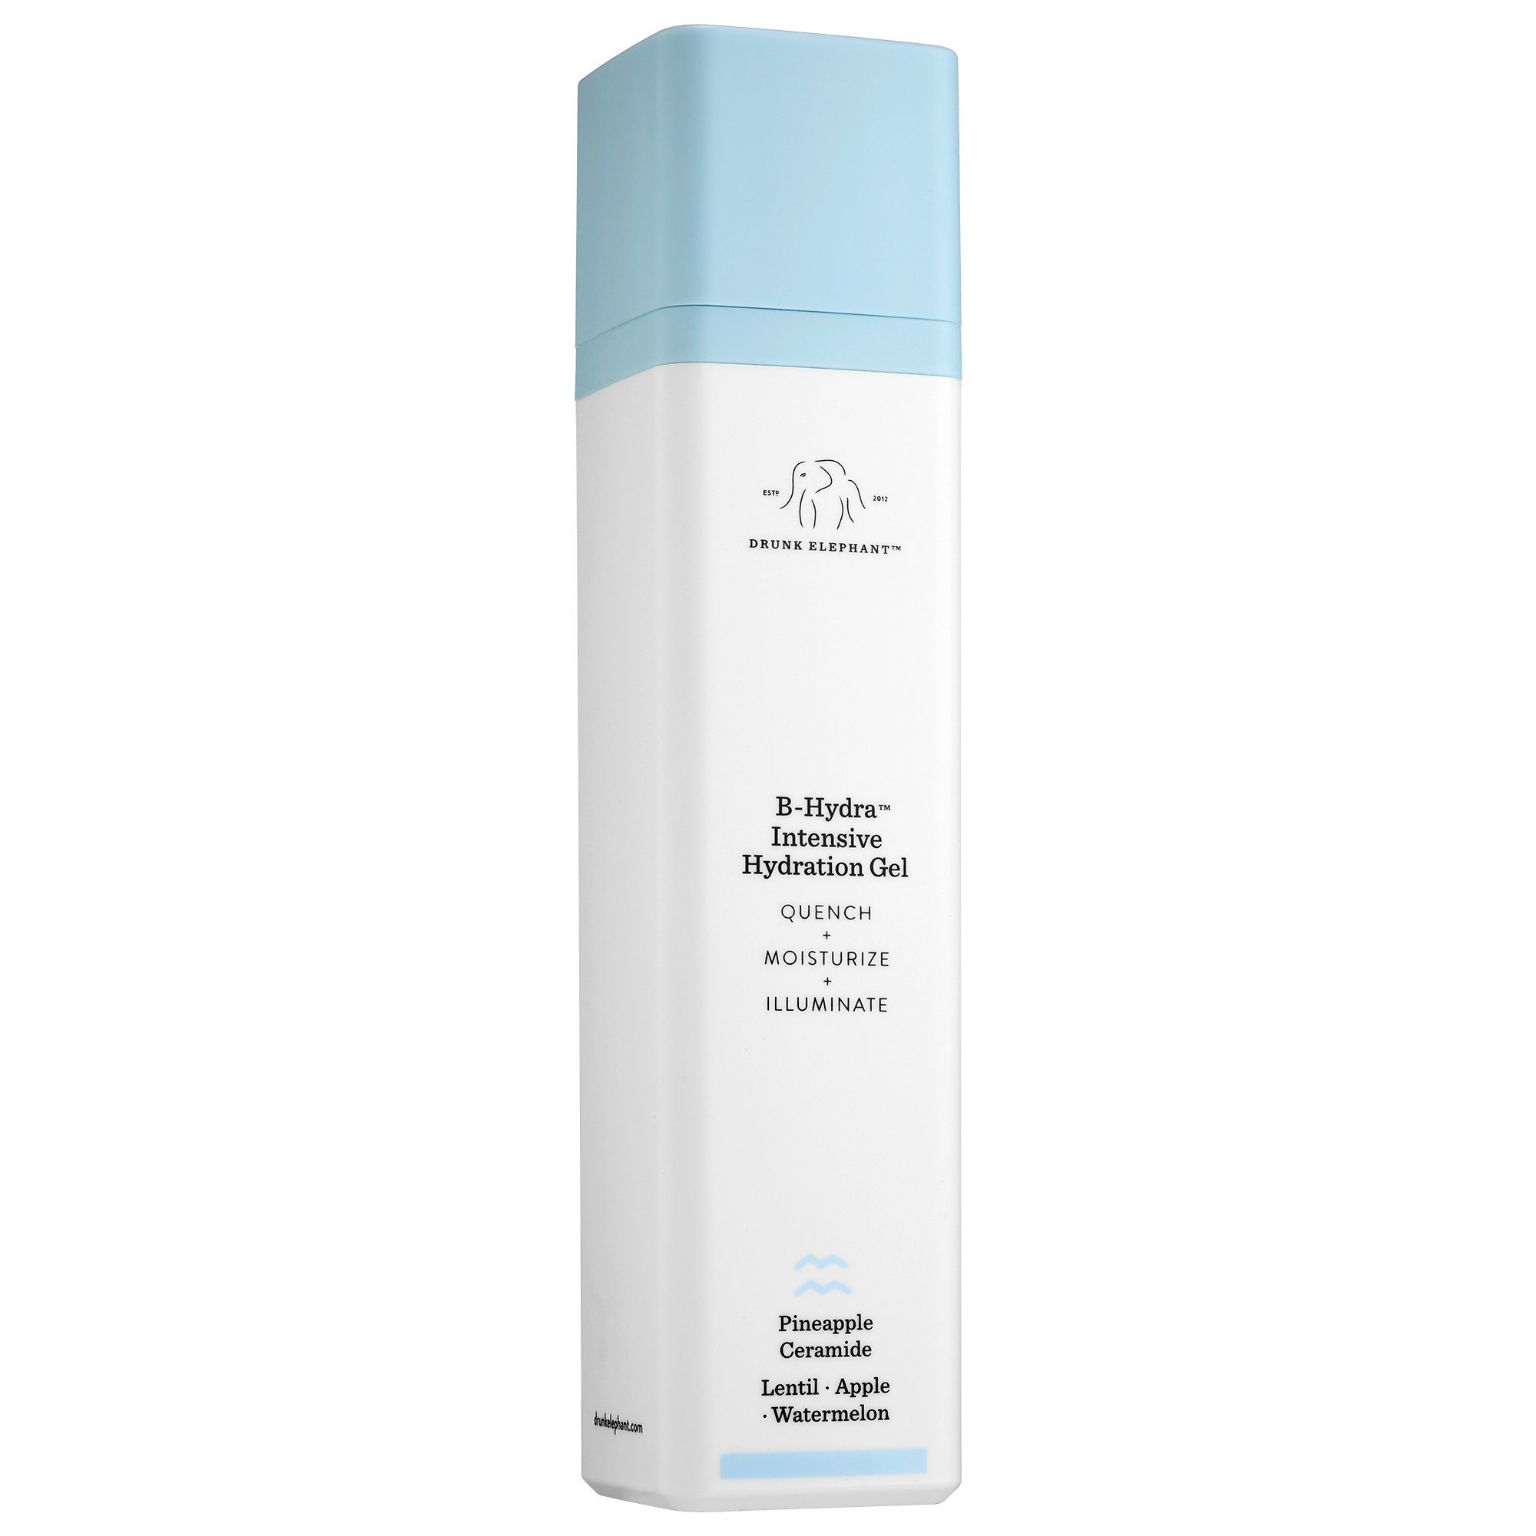 ESTD 2012
DRUNK ELEPHANT™
B-Hydra™
Intensive
Hydration Gel
QUENCH
+
MOISTURIZE
+
ILLUMINATE
Pineapple
Ceramide
Lentil · Apple
· Watermelon
drunkelephant.com